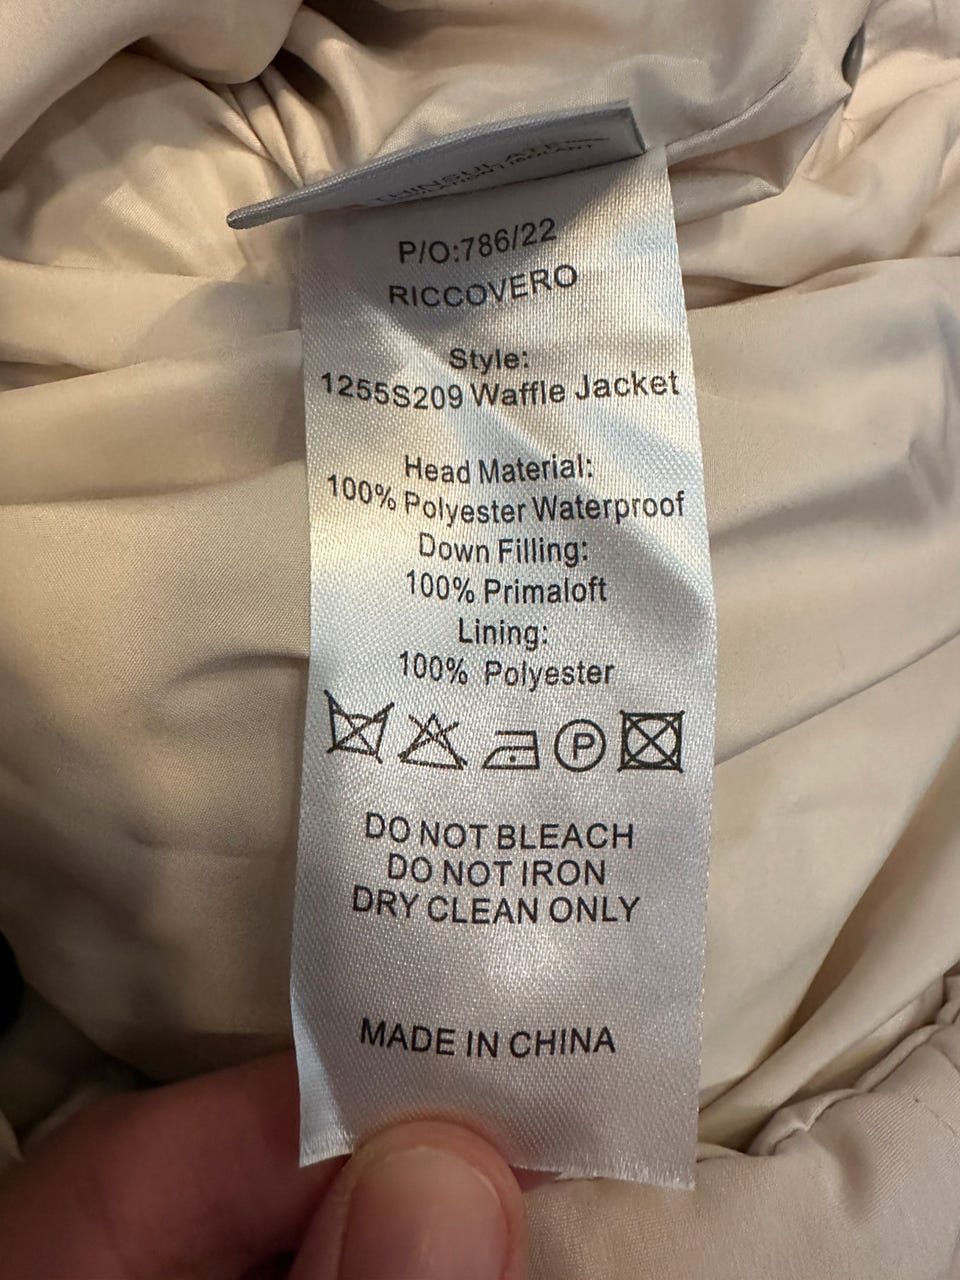 THINSULATE
P/O:786/22
RICCOVERO
Style:
1255S209 Waffle Jacket
Head Material:
100% Polyester Waterproof
Down Filling:
100% Primaloft
Lining:
100% Polyester
P
DO NOT BLEACH
DO NOT IRON
DRY CLEAN ONLY
MADE IN CHINA